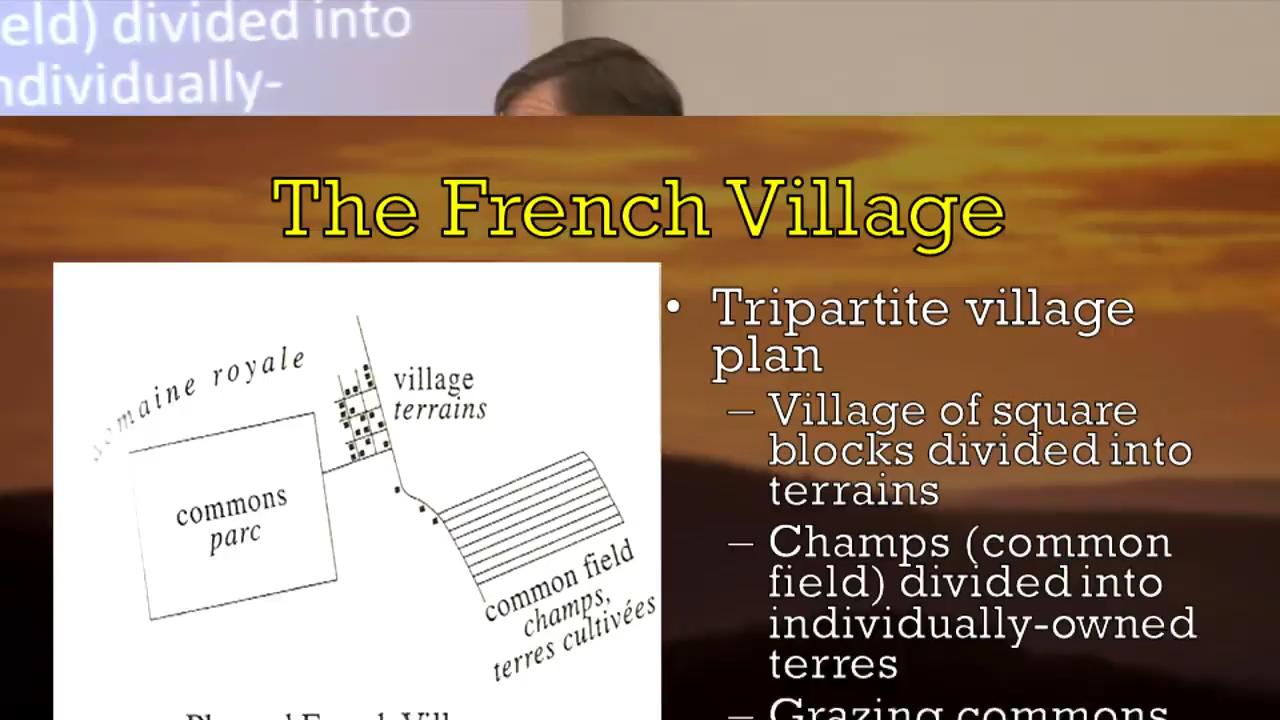 eld) divided into
ndividually-
The French Village
• Tripartite village
plan
– Village of square
blocks divided into
terrains
– Champs (common
field) divided into
individually-owned
terres
– Grazing commons
omaine royale
village
terrains
commons
parc
common field
champs,
terres cultivées